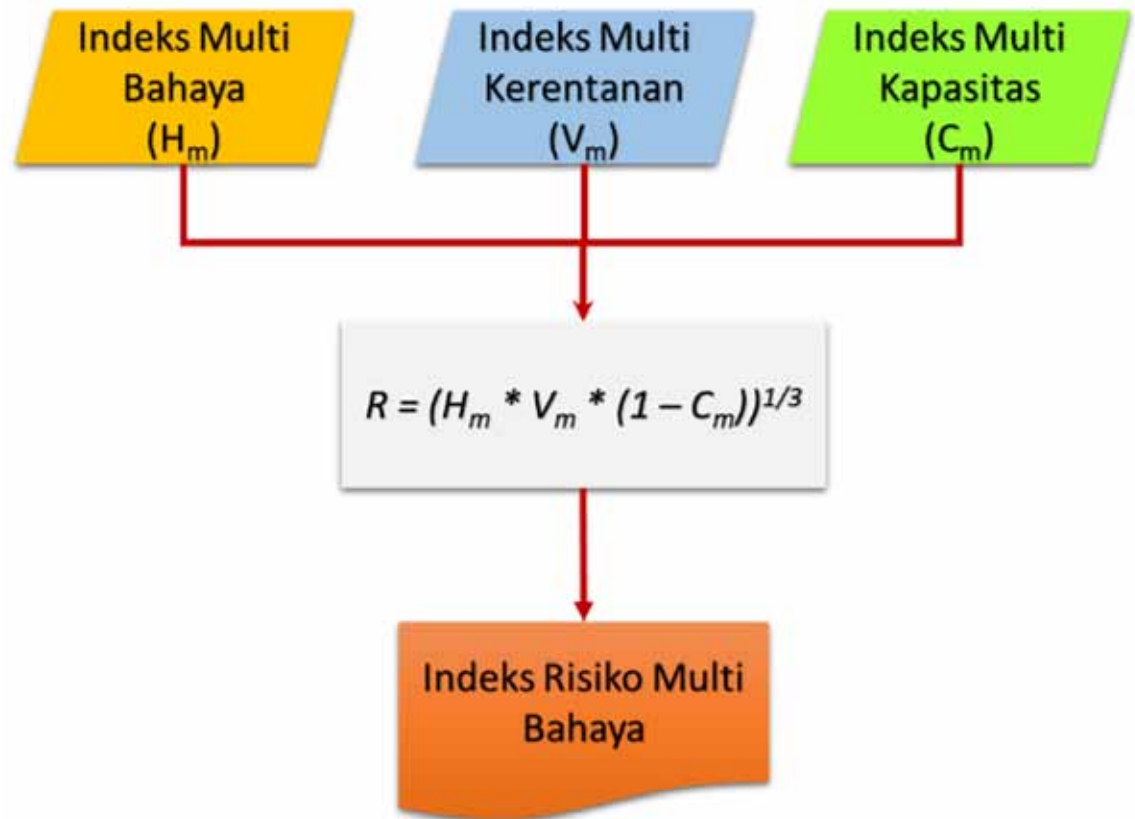 Indeks Multi
Bahaya
(Hₘ)
Indeks Multi
Kerentanan
(Vₘ)
Indeks Multi
Kapasitas
(Cₘ)
R = (Hₘ * Vₘ * (1 – Cₘ))^{1/3}
Indeks Risiko Multi
Bahaya